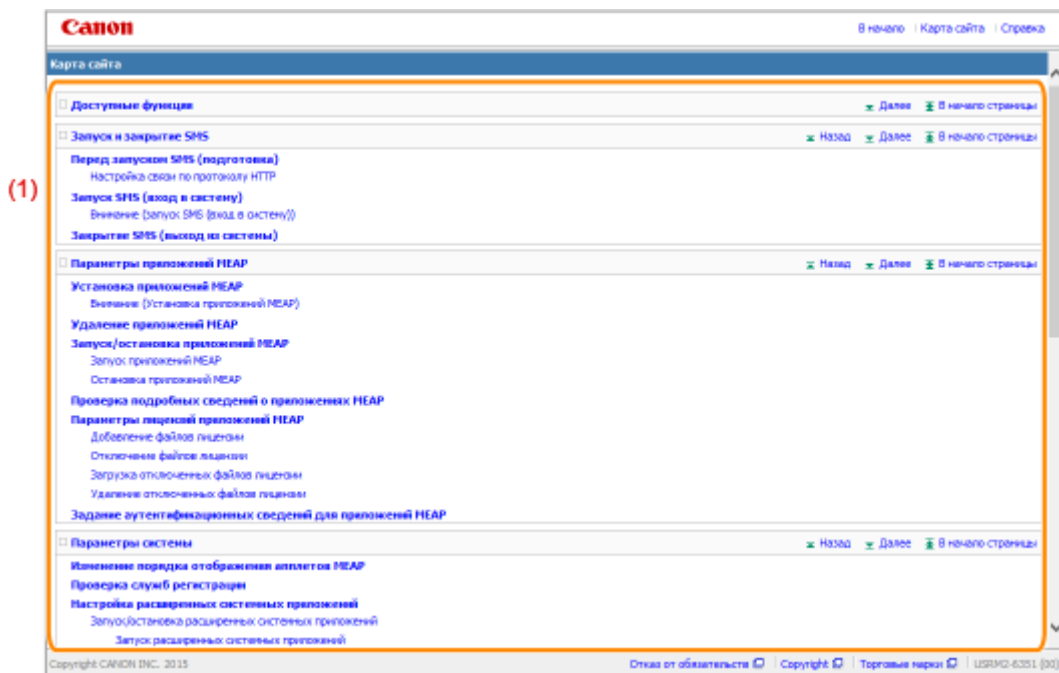 Canon
В начало Карта сайта Справка
Карта сайта
Доступные функции Далее В начало страницы
Запуск и закрытие SMS Назад Далее В начало страницы
Перед запуском SMS (подготовка)
Настройка связи по протоколу HTTP
(1)
Запуск SMS (вход в систему)
Внимание (запуск SMS (вход в систему))
Закрытие SMS (выход из системы)
Параметры приложений MEAP Назад Далее В начало страницы
Установка приложений MEAP
Внимание (Установка приложений MEAP)
Удаление приложений MEAP
Запуск/остановка приложений MEAP
Запуск приложений MEAP
Остановка приложений MEAP
Проверка подробных сведений о приложениях MEAP
Параметры лицензий приложений MEAP
Добавление файлов лицензии
Отключение файлов лицензии
Загрузка отключенных файлов лицензии
Удаление отключенных файлов лицензии
Задание аутентификационных сведений для приложений MEAP
Параметры системы Назад Далее В начало страницы
Изменение порядка отображения апплетов MEAP
Проверка служб регистрации
Настройка расширенных системных приложений
Запуск/остановка расширенных системных приложений
Запуск расширенных системных приложений
Copyright CANON INC. 2015 Отказ от обязательств Copyright Торговые марки USRM2-6351 (00)